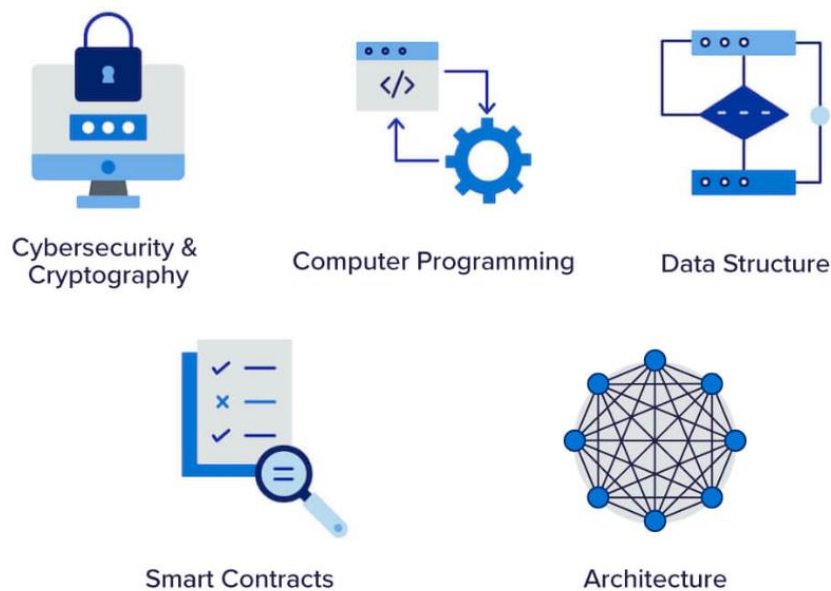 Cybersecurity &
Cryptography
Computer Programming
Data Structure
Smart Contracts
Architecture